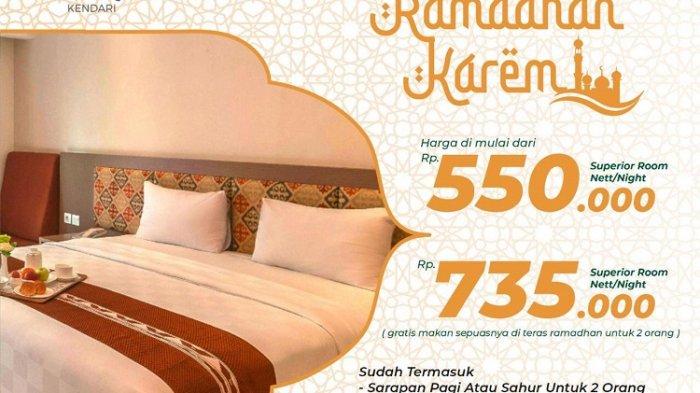 KENDARI
Ramadhan
Karëem
Harga di mulai dari
Rp. 550.000
Superior Room
Nett/Night
Rp. 735.000
Superior Room
Nett/Night
( gratis makan sepuasnya di teras ramadhan untuk 2 orang )
Sudah Termasuk
- Sarapan Pagi Atau Sahur Untuk 2 Orang